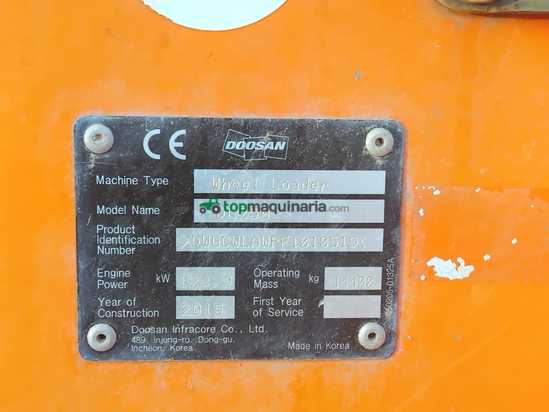 CE
DOOSAN
Machine Type Wheel Loader
Model Name
topmaquinaria.com
Product
Identification
Number
Engine
Power kW
Operating
Mass kg
Year of
Construction 2015
First Year
of Service
Doosan Infracore Co., Ltd.
489, Injung-ro, Dong-gu,
Incheon, Korea
Made in Korea
950205-01325A